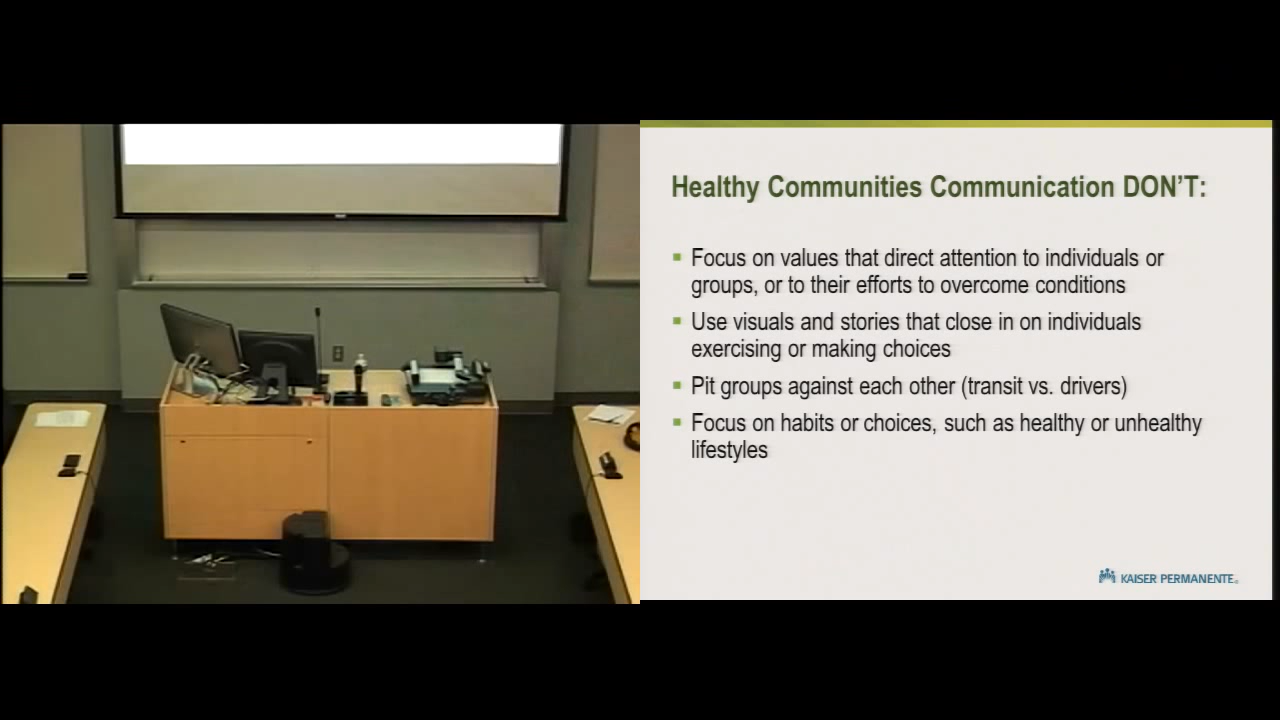 Healthy Communities Communication DON'T:
Focus on values that direct attention to individuals or
groups, or to their efforts to overcome conditions
Use visuals and stories that close in on individuals
exercising or making choices
Pit groups against each other (transit vs. drivers)
Focus on habits or choices, such as healthy or unhealthy
lifestyles
KAISER PERMANENTE®